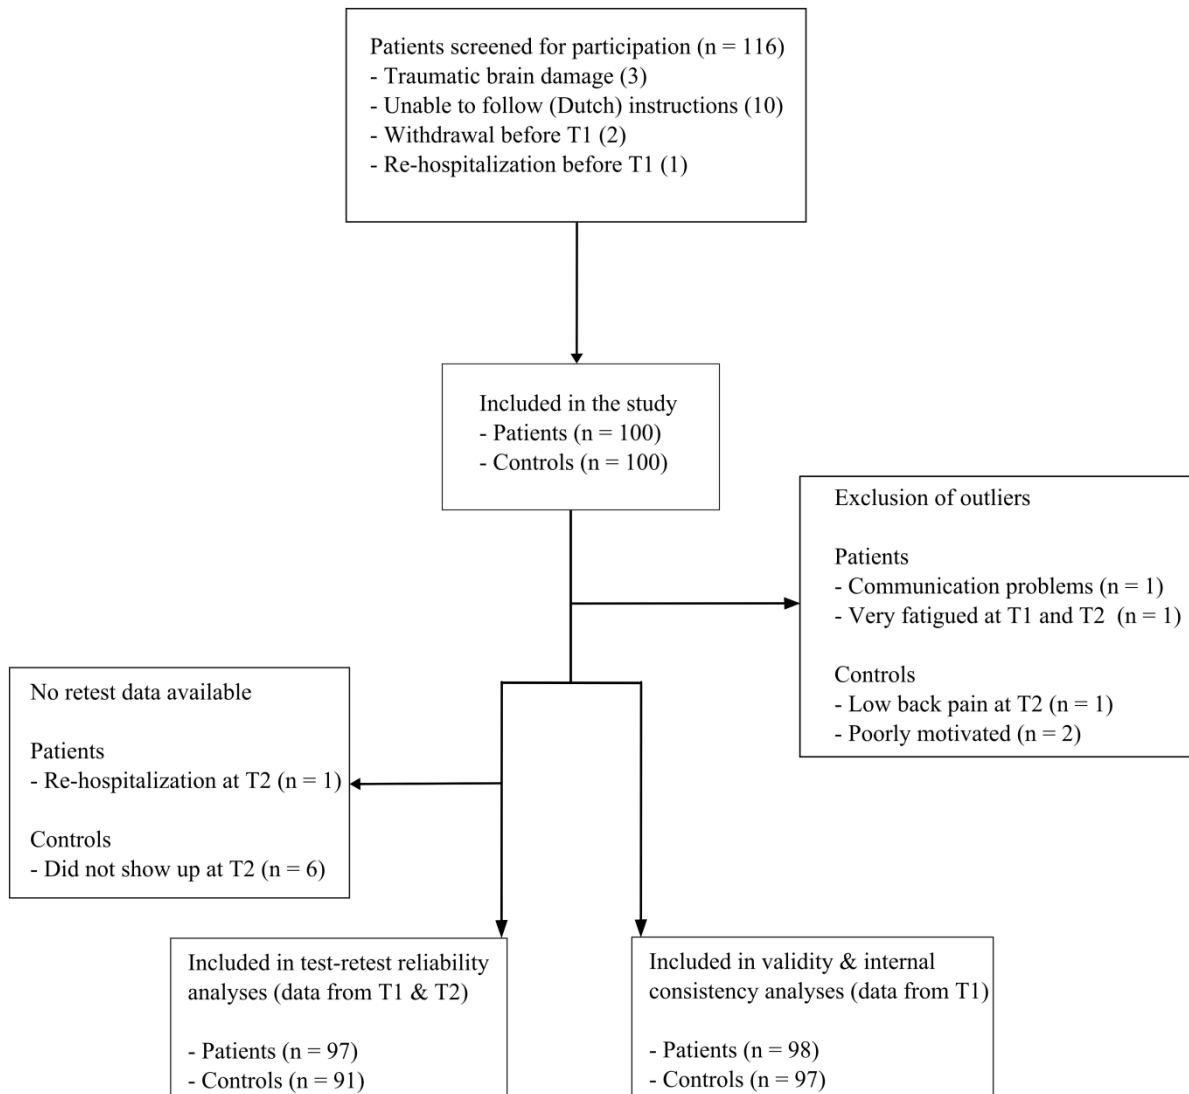 Patients screened for participation (n = 116)
- Traumatic brain damage (3)
- Unable to follow (Dutch) instructions (10)
- Withdrawal before T1 (2)
- Re-hospitalization before T1 (1)
Included in the study
- Patients (n = 100)
- Controls (n = 100)
Exclusion of outliers
Patients
- Communication problems (n = 1)
- Very fatigued at T1 and T2 (n = 1)
Controls
- Low back pain at T2 (n = 1)
- Poorly motivated (n = 2)
No retest data available
Patients
- Re-hospitalization at T2 (n = 1)
Controls
- Did not show up at T2 (n = 6)
Included in test-retest reliability
analyses (data from T1 & T2)
- Patients (n = 97)
- Controls (n = 91)
Included in validity & internal
consistency analyses (data from T1)
- Patients (n = 98)
- Controls (n = 97)